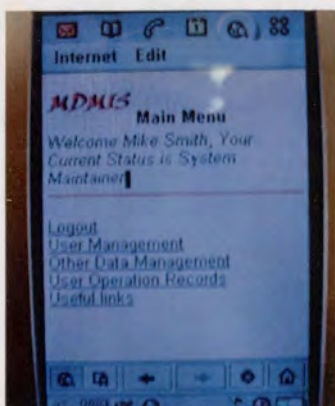 Internet Edit
MDMIS
Main Menu
Welcome Mike Smith, Your
Current Status is System
Maintainer
Logout
User Management
Other Data Management
User Operation Records
Useful links